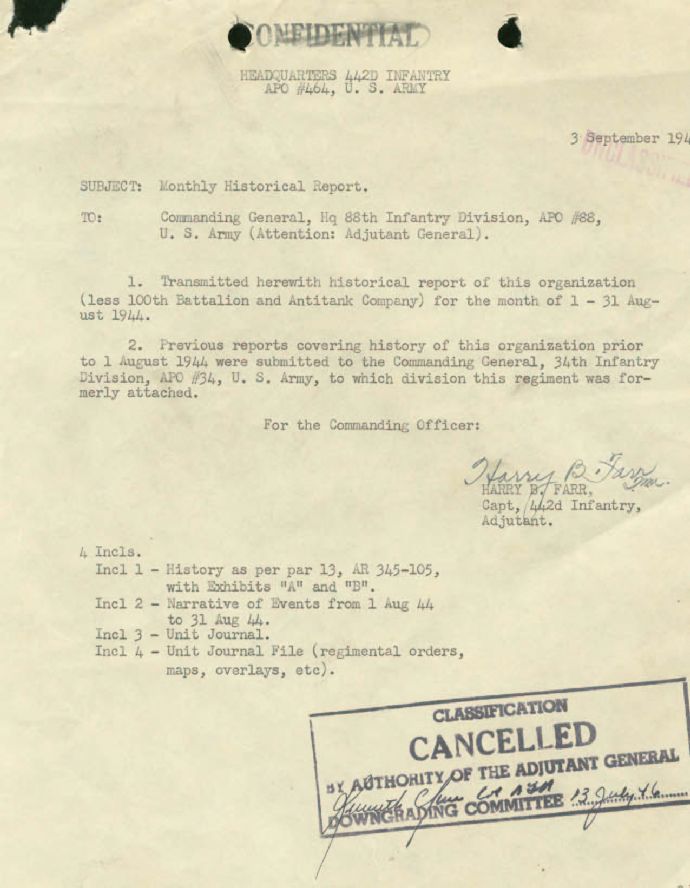 CONFIDENTIAL
HEADQUARTERS 442D INFANTRY
APO #464, U. S. ARMY
3 September 194
UNCLASSIFIED
SUBJECT: Monthly Historical Report.
TO: Commanding General, Hq 88th Infantry Division, APO #88,
U. S. Army (Attention: Adjutant General).
1. Transmitted herewith historical report of this organization
(less 100th Battalion and Antitank Company) for the month of 1 - 31 Aug-
ust 1944.
2. Previous reports covering history of this organization prior
to 1 August 1944 were submitted to the Commanding General, 34th Infantry
Division, APO #34, U. S. Army, to which division this regiment was for-
merly attached.
For the Commanding Officer:
Harry B. Farr
HARRY B. FARR,
Capt, 442d Infantry,
Adjutant.
4 Incls.
Incl 1 - History as per par 13, AR 345-105,
with Exhibits "A" and "B".
Incl 2 - Narrative of Events from 1 Aug 44
to 31 Aug 44.
Incl 3 - Unit Journal.
Incl 4 - Unit Journal File (regimental orders,
maps, overlays, etc).
CLASSIFICATION
CANCELLED
BY AUTHORITY OF THE ADJUTANT GENERAL
Kenneth
DOWNGRADING COMMITTEE 13 July 46